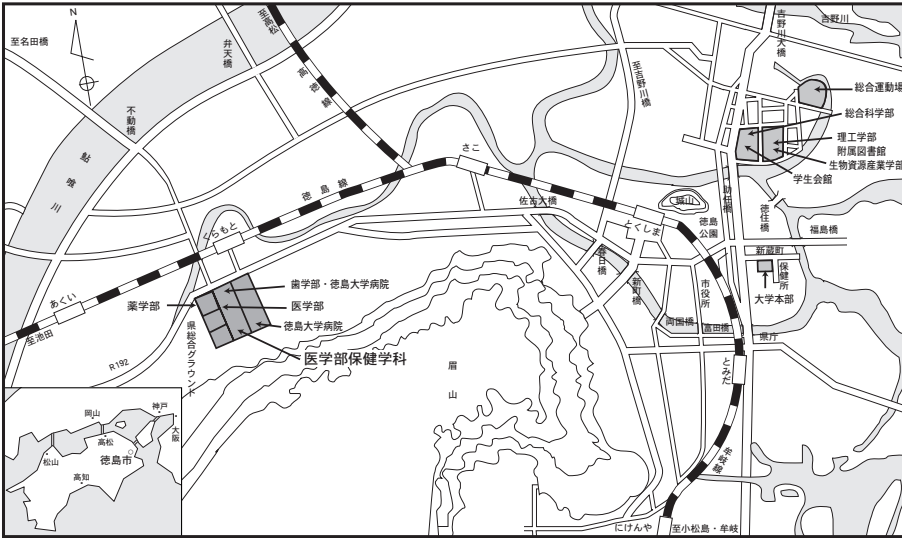 N
至名田橋
弁天橋
至高松
高徳線
不動橋
鮎喰川
至吉野川橋
吉野川大橋
吉野川
総合運動場
総合科学部
理工学部
附属図書館
生物資源産業学部
学生会館
さこ
徳島線
佐古大橋
とくしま
城山
徳島
公園
助任橋
徳住橋
福島橋
くらもと
春日橋
新町橋
新蔵町
保健所
大学本部
市役所
両国橋
富田橋
県庁
あくい
至池田
薬学部
歯学部・徳島大学病院
医学部
徳島大学病院
医学部保健学科
県総合グラウンド
R192
眉山
とみだ
牟岐線
にけんや
至小松島・牟岐
岡山
神戸
大阪
高松
松山
徳島市
高知